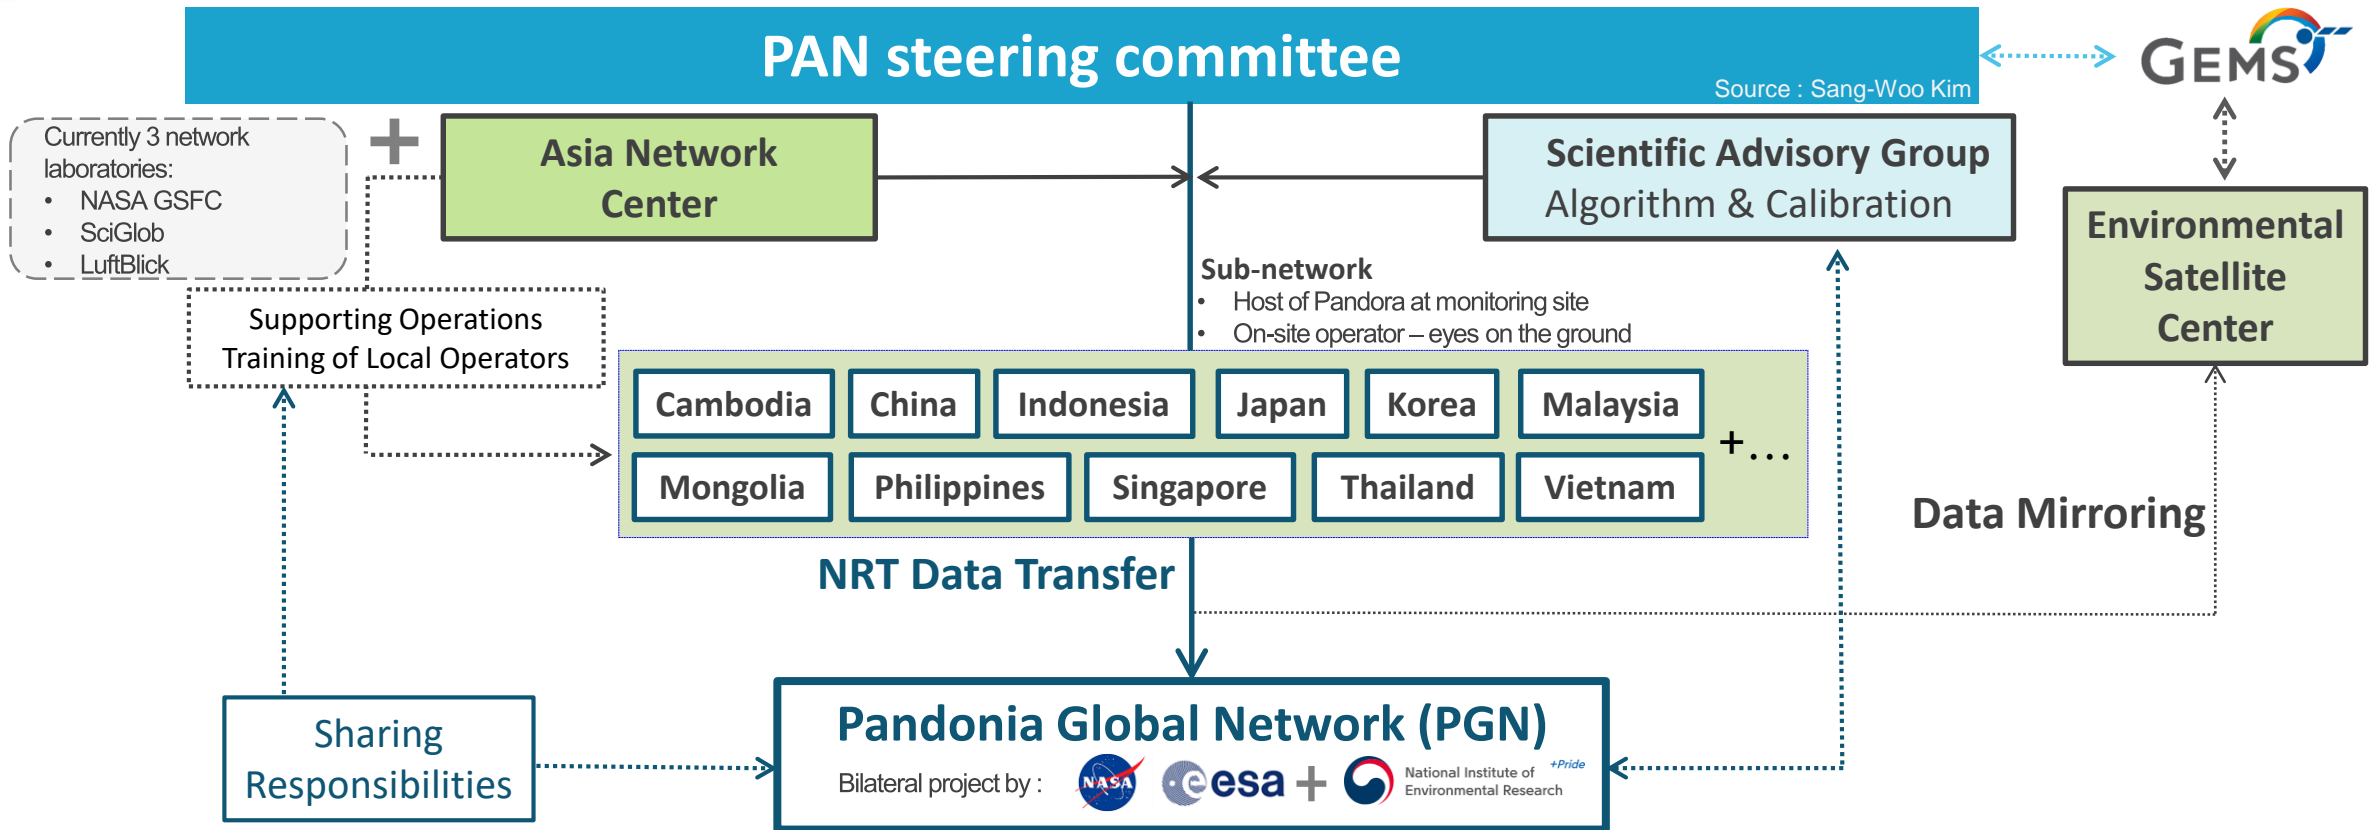 PAN steering committee
Source : Sang-Woo Kim
GEMS
Currently 3 network
laboratories:
• NASA GSFC
• SciGlob
• LuftBlick
+
Asia Network
Center
Scientific Advisory Group
Algorithm & Calibration
Environmental
Satellite
Center
Supporting Operations
Training of Local Operators
Sub-network
• Host of Pandora at monitoring site
• On-site operator – eyes on the ground
Cambodia China Indonesia Japan Korea Malaysia
Mongolia Philippines Singapore Thailand Vietnam
+...
Data Mirroring
NRT Data Transfer
Sharing
Responsibilities
Pandonia Global Network (PGN)
Bilateral project by : NASA esa + National Institute of
Environmental Research
+Pride